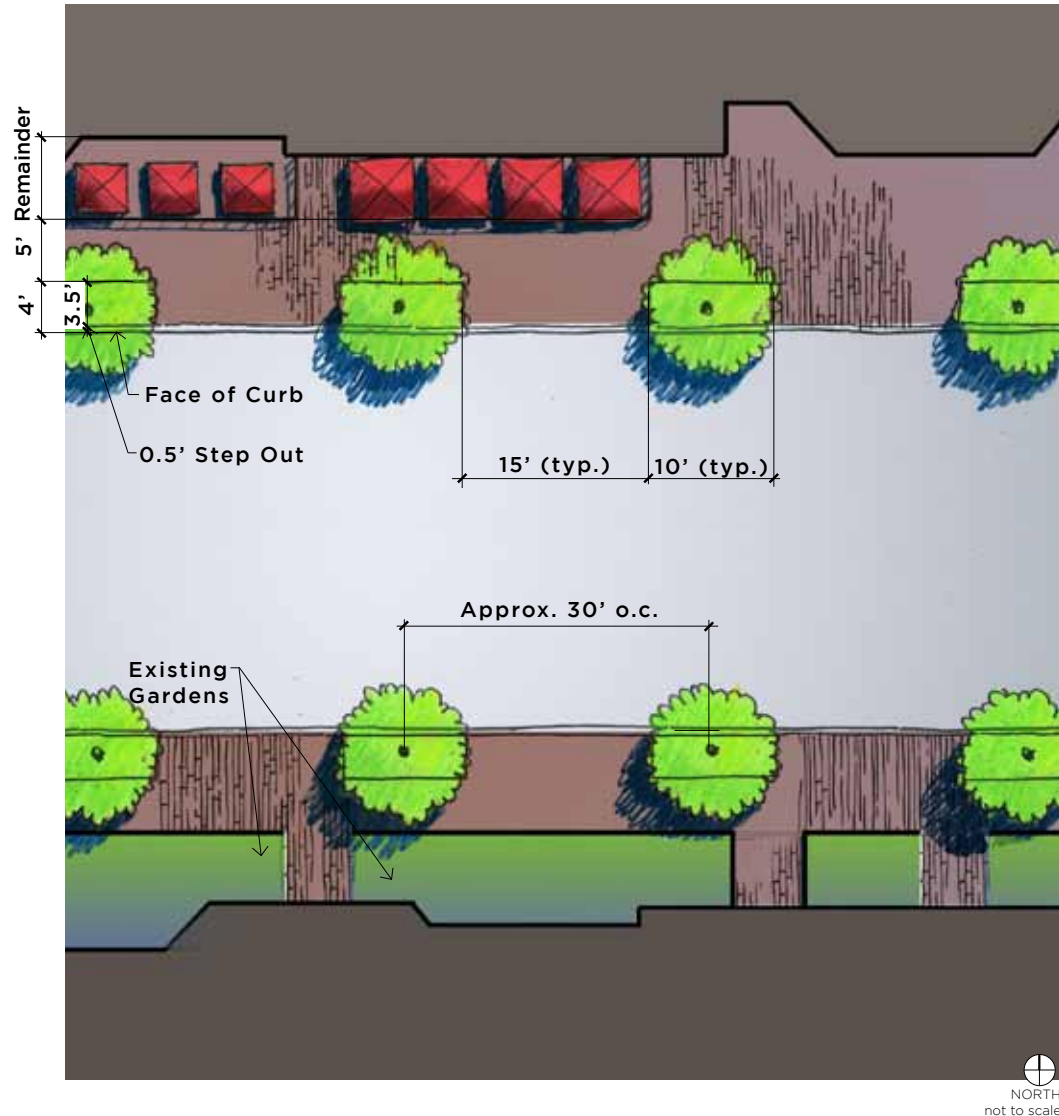 Remainder
5'
4'
3.5'
Face of Curb
0.5' Step Out
15' (typ.)
10' (typ.)
Approx. 30' o.c.
Existing
Gardens
NORTH
not to scale